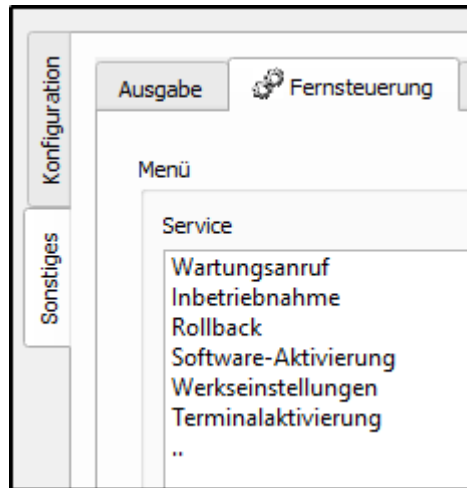 Konfiguration
Sonstiges
Ausgabe
Fernsteuerung
Menü
Service
Wartungsanruf
Inbetriebnahme
Rollback
Software-Aktivierung
Werkseinstellungen
Terminalaktivierung
..